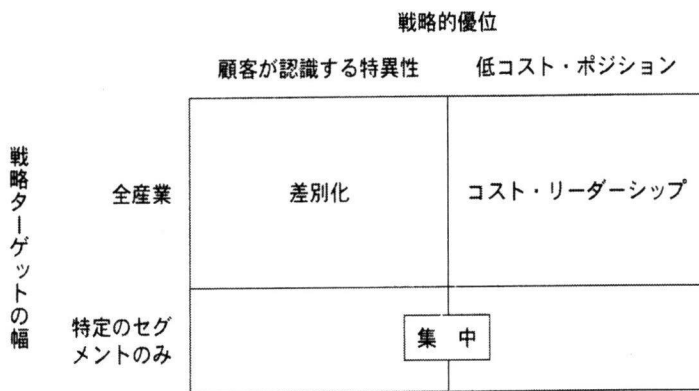 戦略的優位
顧客が認識する特異性
低コスト・ポジション
戦略ターゲットの幅
全産業
差別化
コスト・リーダーシップ
特定のセグ
メントのみ
集 中